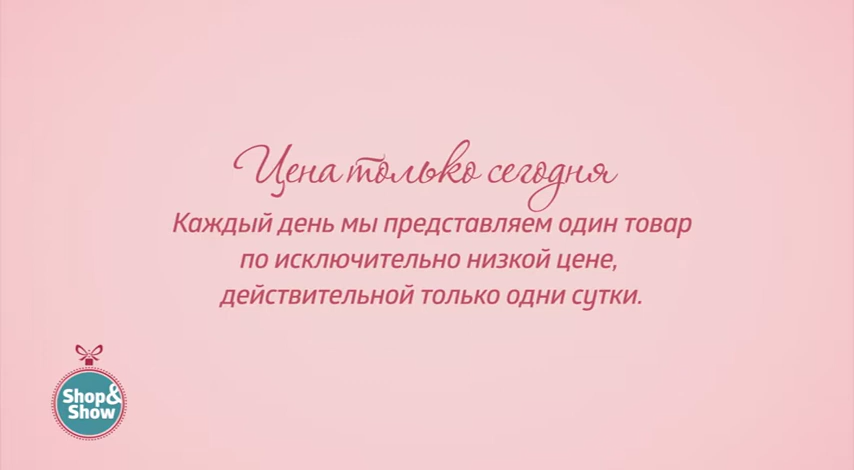 Цена только сегодня
Каждый день мы представляем один товар
по исключительно низкой цене,
действительной только одни сутки.
Shop&
Show